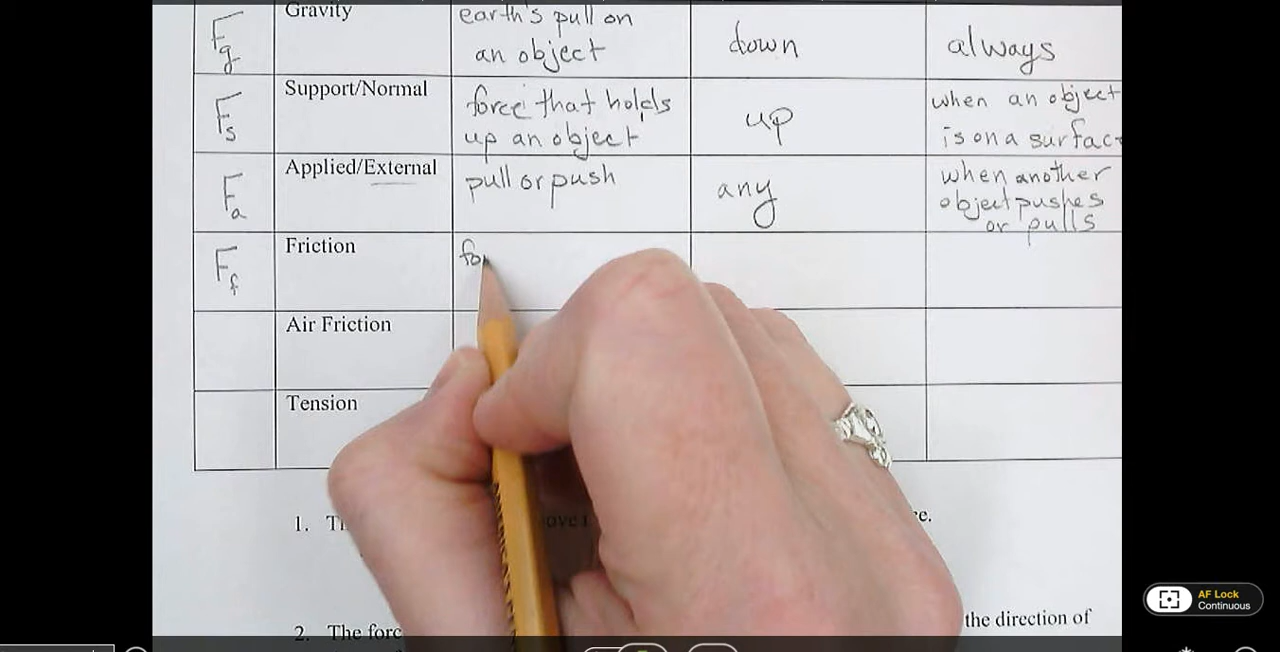 Gravity
earth's pull on
an object
down
always
Fg
Support/Normal
force that holds
up an object
up
when an object
is on a surfac
Fs
Applied/External
pull or push
any
when another
object pushes
or pulls
Fa
Friction
fo
Ff
Air Friction
Tension
1. T
ove
e.
2. The forc
the direction of
AF Lock
Continuous